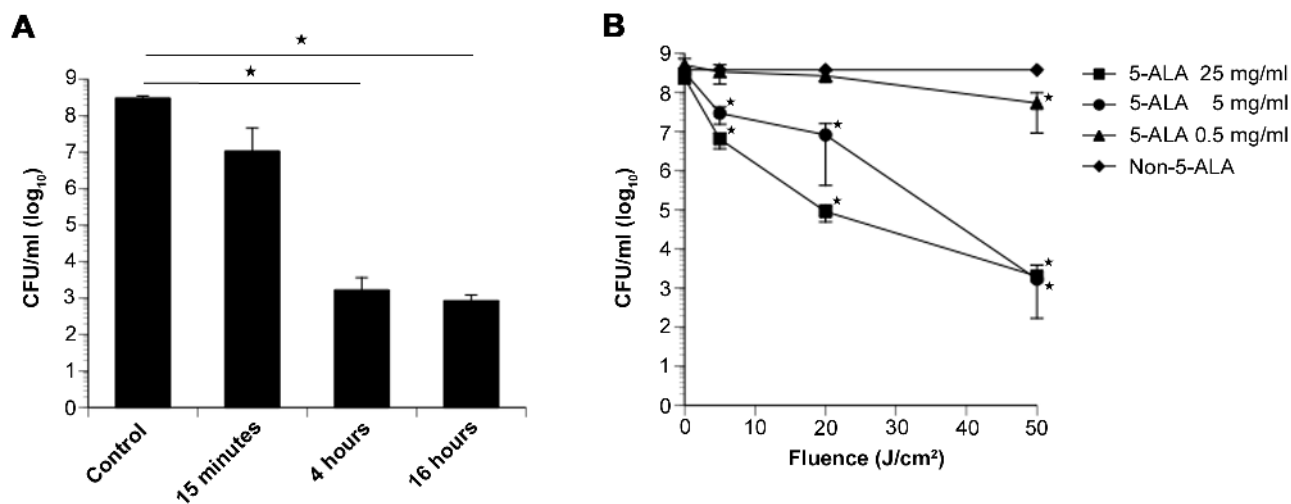 A
B
CFU/ml (log10)
9
8
7
6
5
4
3
2
1
0
Control
15 minutes
4 hours
16 hours
CFU/ml (log10)
9
8
7
6
5
4
3
2
1
0
0
10
20
30
40
50
Fluence (J/cm²)
5-ALA 25 mg/ml
5-ALA 5 mg/ml
5-ALA 0.5 mg/ml
Non-5-ALA